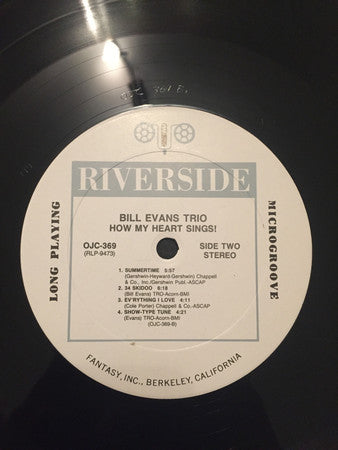 OJC 369 B
RIVERSIDE
LONG PLAYING
MICROGROOVE
BILL EVANS TRIO
HOW MY HEART SINGS!
OJC-369
(RLP-9473)
SIDE TWO
STEREO
1. SUMMERTIME 5:57
(Gershwin-Heyward-Gershwin) Chappell
& Co., Inc./Gershwin Publ.-ASCAP
2. 34 SKIDOO 6:18
(Bill Evans) TRO-Acorn-BMI
3. EV'RYTHING I LOVE 4:11
(Cole Porter) Chappell & Co.-ASCAP
4. SHOW-TYPE TUNE 4:21
(Evans) TRO-Acorn-BMI
(OJC-369-B)
FANTASY, INC., BERKELEY, CALIFORNIA